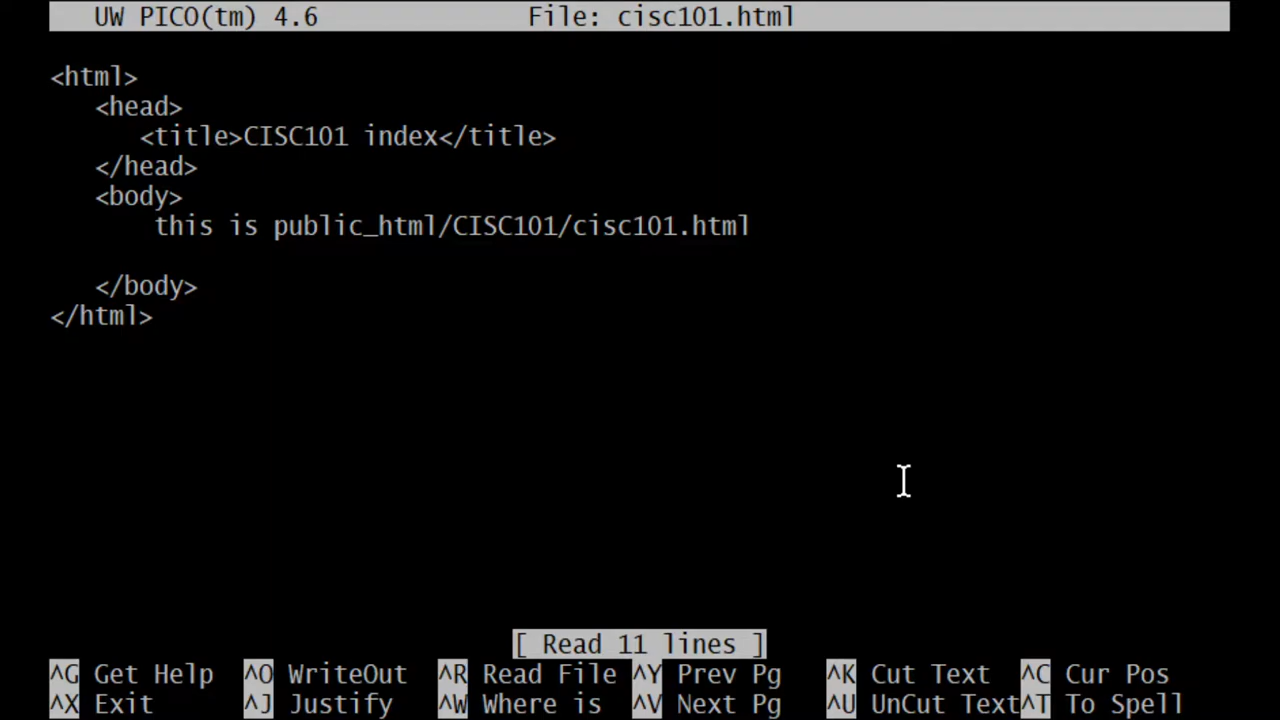 UW PICO(tm) 4.6 File: cisc101.html
<html>
<head>
<title>CISC101 index</title>
</head>
<body>
this is public_html/CISC101/cisc101.html
</body>
</html>
[ Read 11 lines ]
^G Get Help ^O WriteOut ^R Read File ^Y Prev Pg ^K Cut Text ^C Cur Pos
^X Exit ^J Justify ^W Where is ^V Next Pg ^U UnCut Text ^T To Spell